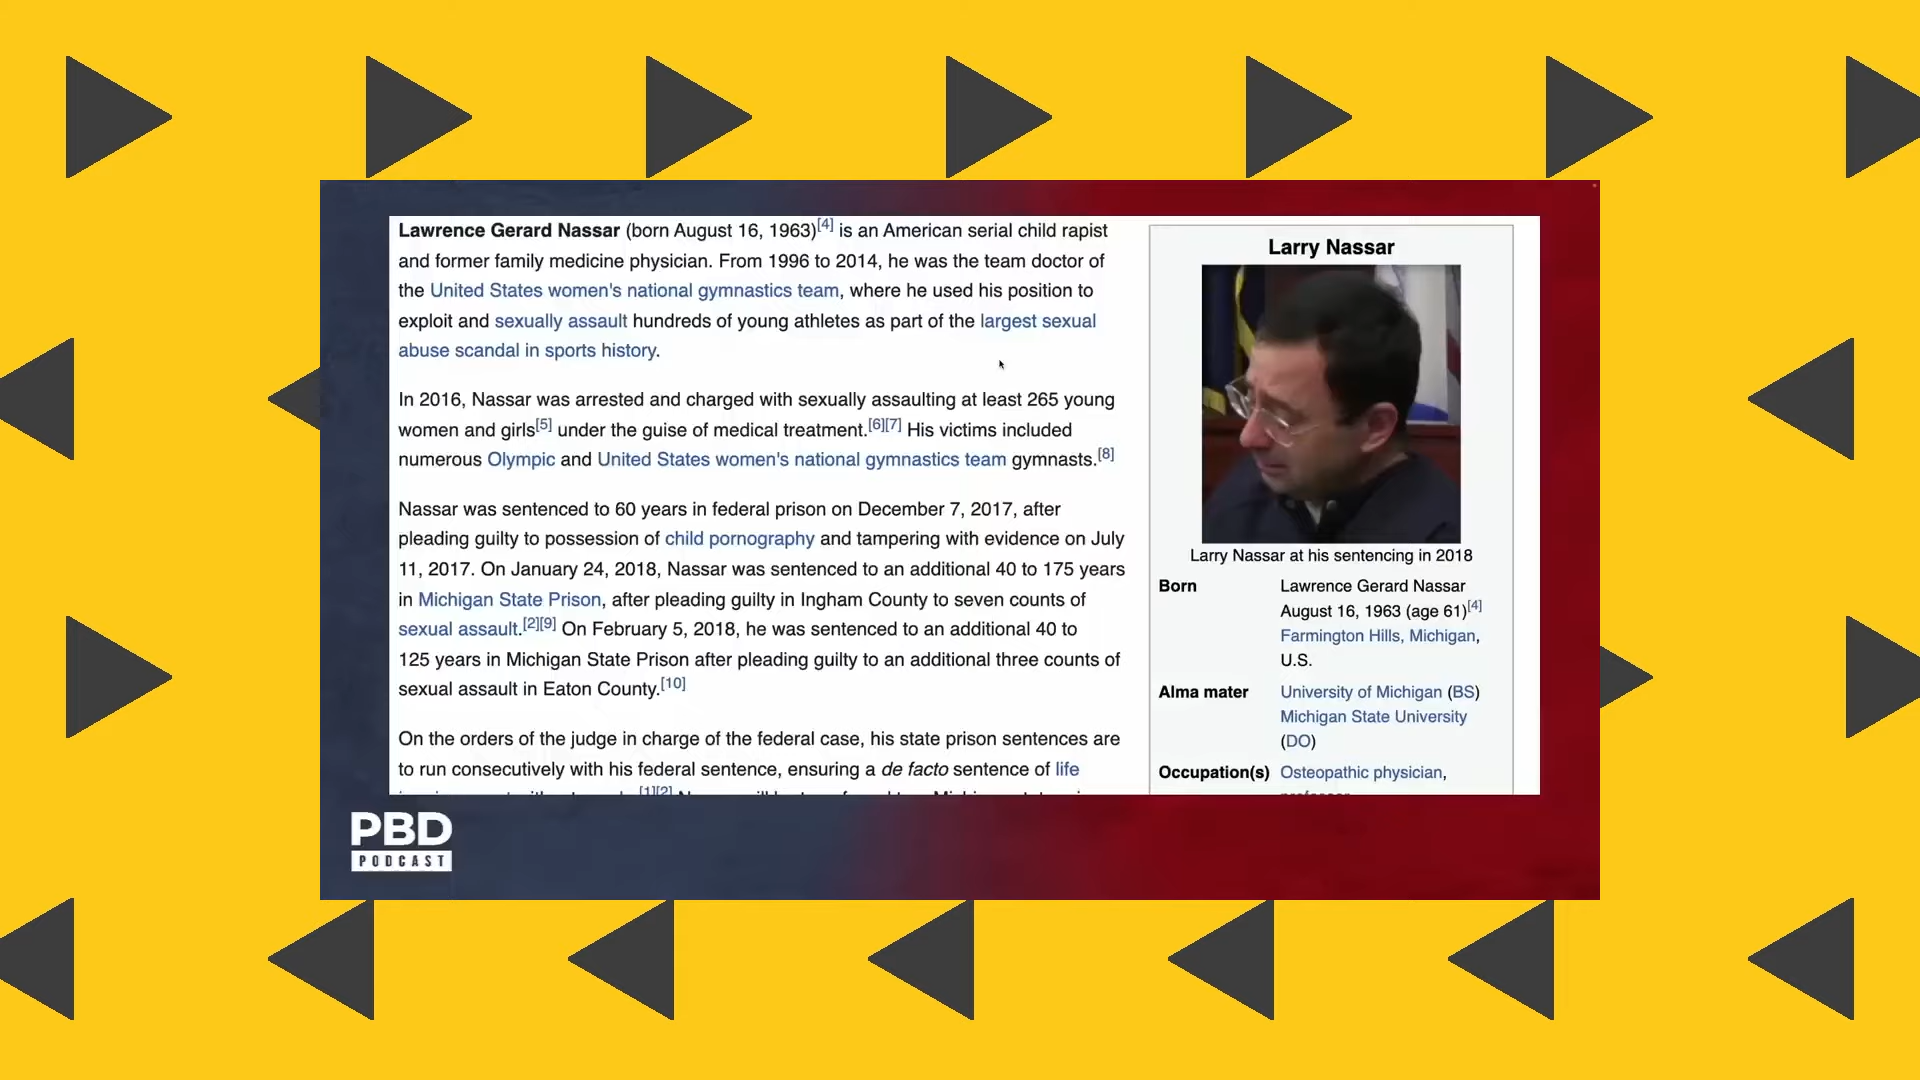 Lawrence Gerard Nassar (born August 16, 1963)[4] is an American serial child rapist
and former family medicine physician. From 1996 to 2014, he was the team doctor of
the United States women's national gymnastics team, where he used his position to
exploit and sexually assault hundreds of young athletes as part of the largest sexual
abuse scandal in sports history.
In 2016, Nassar was arrested and charged with sexually assaulting at least 265 young
women and girls[5] under the guise of medical treatment.[6][7] His victims included
numerous Olympic and United States women's national gymnastics team gymnasts.[8]
Nassar was sentenced to 60 years in federal prison on December 7, 2017, after
pleading guilty to possession of child pornography and tampering with evidence on July
11, 2017. On January 24, 2018, Nassar was sentenced to an additional 40 to 175 years
in Michigan State Prison, after pleading guilty in Ingham County to seven counts of
sexual assault.[2][9] On February 5, 2018, he was sentenced to an additional 40 to
125 years in Michigan State Prison after pleading guilty to an additional three counts of
sexual assault in Eaton County.[10]
On the orders of the judge in charge of the federal case, his state prison sentences are
to run consecutively with his federal sentence, ensuring a de facto sentence of life
[1][2]
Larry Nassar
Larry Nassar at his sentencing in 2018
Born Lawrence Gerard Nassar
August 16, 1963 (age 61)[4]
Farmington Hills, Michigan,
U.S.
Alma mater University of Michigan (BS)
Michigan State University
(DO)
Occupation(s) Osteopathic physician,
PBD
PODCAST